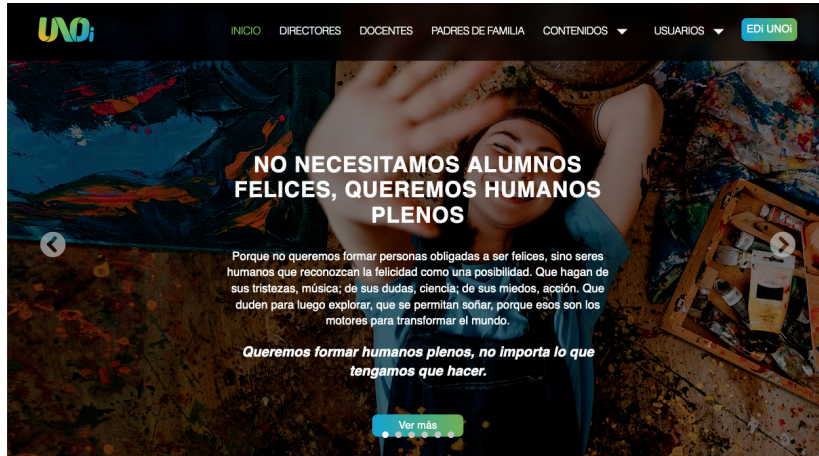 UNOi
INICIO DIRECTORES DOCENTES PADRES DE FAMILIA CONTENIDOS USUARIOS EDi UNOi
NO NECESITAMOS ALUMNOS
FELICES, QUEREMOS HUMANOS
PLENOS
Porque no queremos formar personas obligadas a ser felices, sino seres
humanos que reconozcan la felicidad como una posibilidad. Que hagan de
sus tristezas, música; de sus dudas, ciencia; de sus miedos, acción. Que
duden para luego explorar, que se permitan soñar, porque esos son los
motores para transformar el mundo.
Queremos formar humanos plenos, no importa lo que
tengamos que hacer.
Ver más